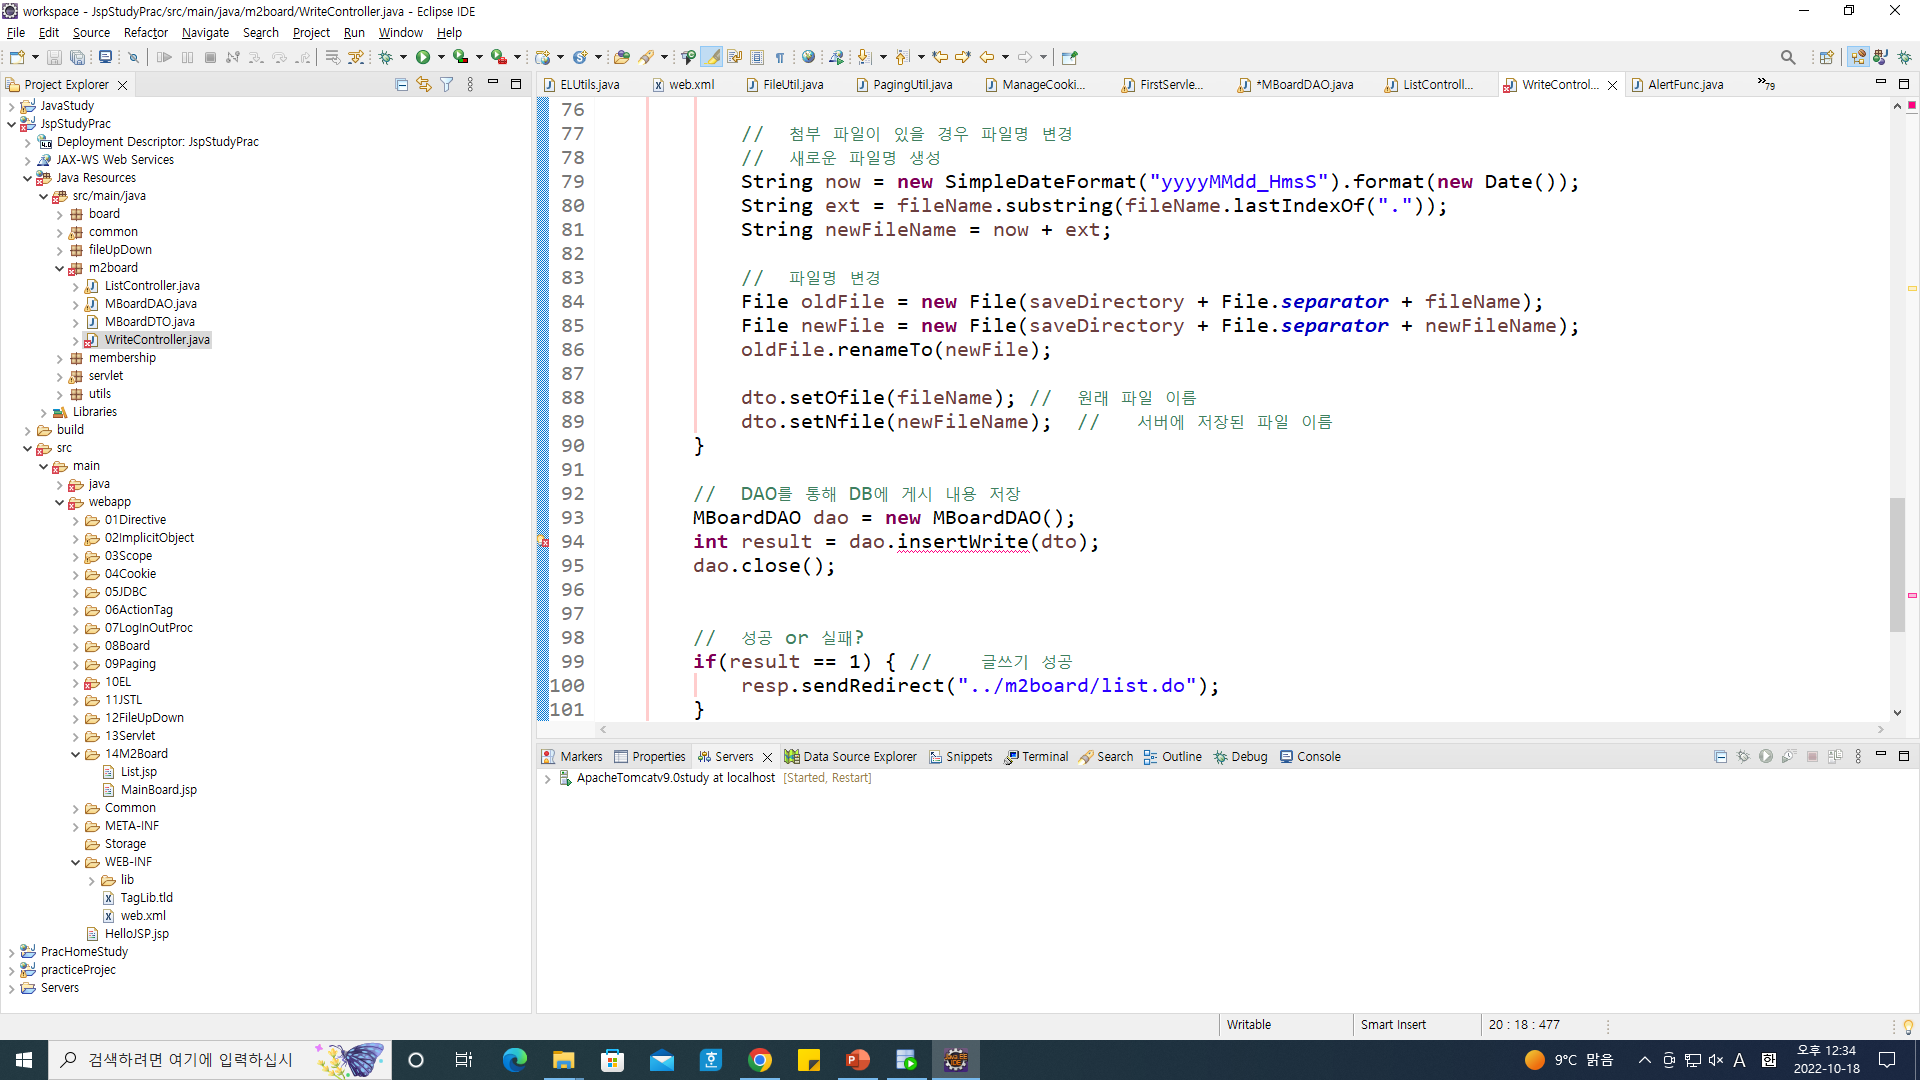 workspace - JspStudyPrac/src/main/java/m2board/WriteController.java - Eclipse IDE
File Edit Source Refactor Navigate Search Project Run Window Help
Project Explorer
JavaStudy
JspStudyPrac
Deployment Descriptor: JspStudyPrac
JAX-WS Web Services
Java Resources
src/main/java
board
common
fileUpDown
m2board
ListController.java
MBoardDAO.java
MBoardDTO.java
WriteController.java
membership
servlet
utils
Libraries
build
src
main
java
webapp
01Directive
02ImplicitObject
03Scope
04Cookie
05JDBC
06ActionTag
07LogInOutProc
08Board
09Paging
10EL
11JSTL
12FileUpDown
13Servlet
14M2Board
List.jsp
MainBoard.jsp
Common
META-INF
Storage
WEB-INF
lib
TagLib.tld
web.xml
HelloJSP.jsp
PracHomeStudy
practiceProjec
Servers
ELUtils.java web.xml FileUtil.java PagingUtil.java ManageCooki... FirstServle... *MBoardDAO.java ListControll... WriteControl... AlertFunc.java »79
76
77 // 첨부 파일이 있을 경우 파일명 변경
78 // 새로운 파일명 생성
79 String now = new SimpleDateFormat("yyyyMMdd_HmsS").format(new Date());
80 String ext = fileName.substring(fileName.lastIndexOf("."));
81 String newFileName = now + ext;
82
83 // 파일명 변경
84 File oldFile = new File(saveDirectory + File.separator + fileName);
85 File newFile = new File(saveDirectory + File.separator + newFileName);
86 oldFile.renameTo(newFile);
87
88 dto.setOfile(fileName); // 원래 파일 이름
89 dto.setNfile(newFileName); // 서버에 저장된 파일 이름
90 }
91
92 // DAO를 통해 DB에 게시 내용 저장
93 MBoardDAO dao = new MBoardDAO();
94 int result = dao.insertWrite(dto);
95 dao.close();
96
97
98 // 성공 or 실패?
99 if(result == 1) { // 글쓰기 성공
100 resp.sendRedirect("../m2board/list.do");
101 }
Markers Properties Servers Data Source Explorer Snippets Terminal Search Outline Debug Console
ApacheTomcatv9.0study at localhost [Started, Restart]
Writable Smart Insert 20 : 18 : 477
검색하려면 여기에 입력하십시
9°C 맑음 A 한 오후 12:34
2022-10-18